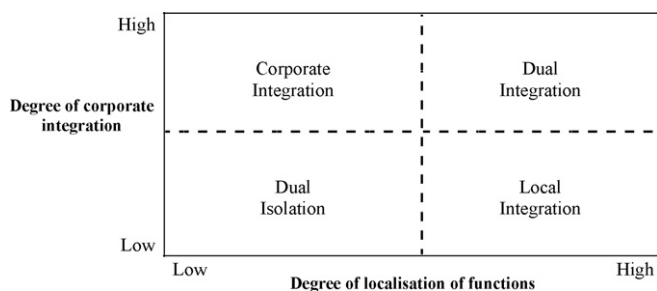 High
Corporate
Integration
Dual
Integration
Degree of corporate
integration
Dual
Isolation
Local
Integration
Low
Low
High
Degree of localisation of functions